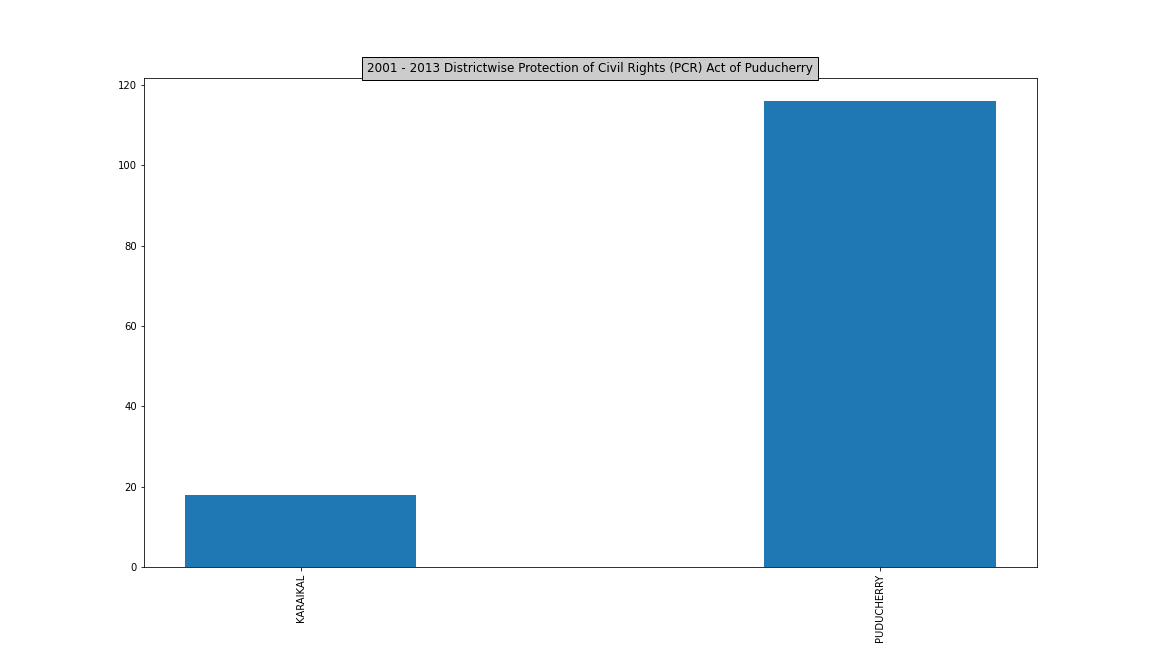 2001 - 2013 Districtwise Protection of Civil Rights (PCR) Act of Puducherry
120
100
80
60
40
20
0
KARAIKAL
PUDUCHERRY